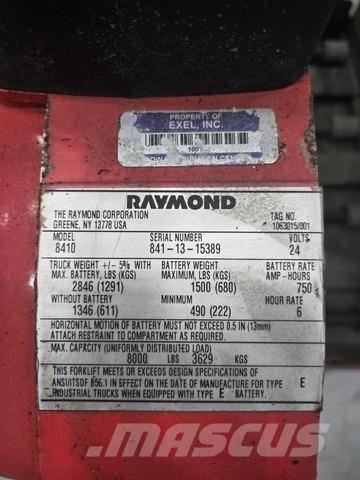 PROPERTY OF
EXEL, INC.
RAYMOND
THE RAYMOND CORPORATION
GREENE, NY 13778 USA
TAG NO.
1063015/001
MODEL SERIAL NUMBER VOLTS
8410 841-13-15389 24
TRUCK WEIGHT +/- 5% WITH BATTERY WEIGHT BATTERY RATE
MAX. BATTERY, LBS (KGS) MAXIMUM, LBS (KGS) AMP-HOURS
2846 (1291) 1500 (680) 750
WITHOUT BATTERY MINIMUM HOUR RATE
1346 (611) 490 (222) 6
HORIZONTAL MOTION OF BATTERY MUST NOT EXCEED 0.5 IN (13mm)
ATTACH RESTRAINT TO COMPARTMENT AS REQUIRED.
MAX. CAPACITY (UNIFORMLY DISTRIBUTED LOAD)
8000 LBS 3629 KGS
THIS FORKLIFT MEETS OR EXCEEDS DESIGN SPECIFICATIONS OF
ANSI/ITSDF B56.1 IN EFFECT ON THE DATE OF MANUFACTURE FOR TYPE E
INDUSTRIAL TRUCKS WHEN EQUIPPED WITH TYPE E BATTERY.
MASCUS